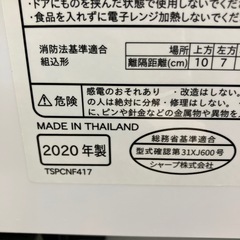 ドアにものを挟んだ状態で使用しない
食品を入れずに電子レンジ加熱しない
消防法基準適合 組込形
場所 上方 左方
離隔距離(cm) 10 7
危険
感電のおそれあり ・改造はしない
の人は分解・修理しない。 ・吸
気口などにピンや針金などの金属物や異
MADE IN THAILAND
2020年製
TSPCNF417
総務省基準適合
型式確認第31XJ600号
シャープ株式会社